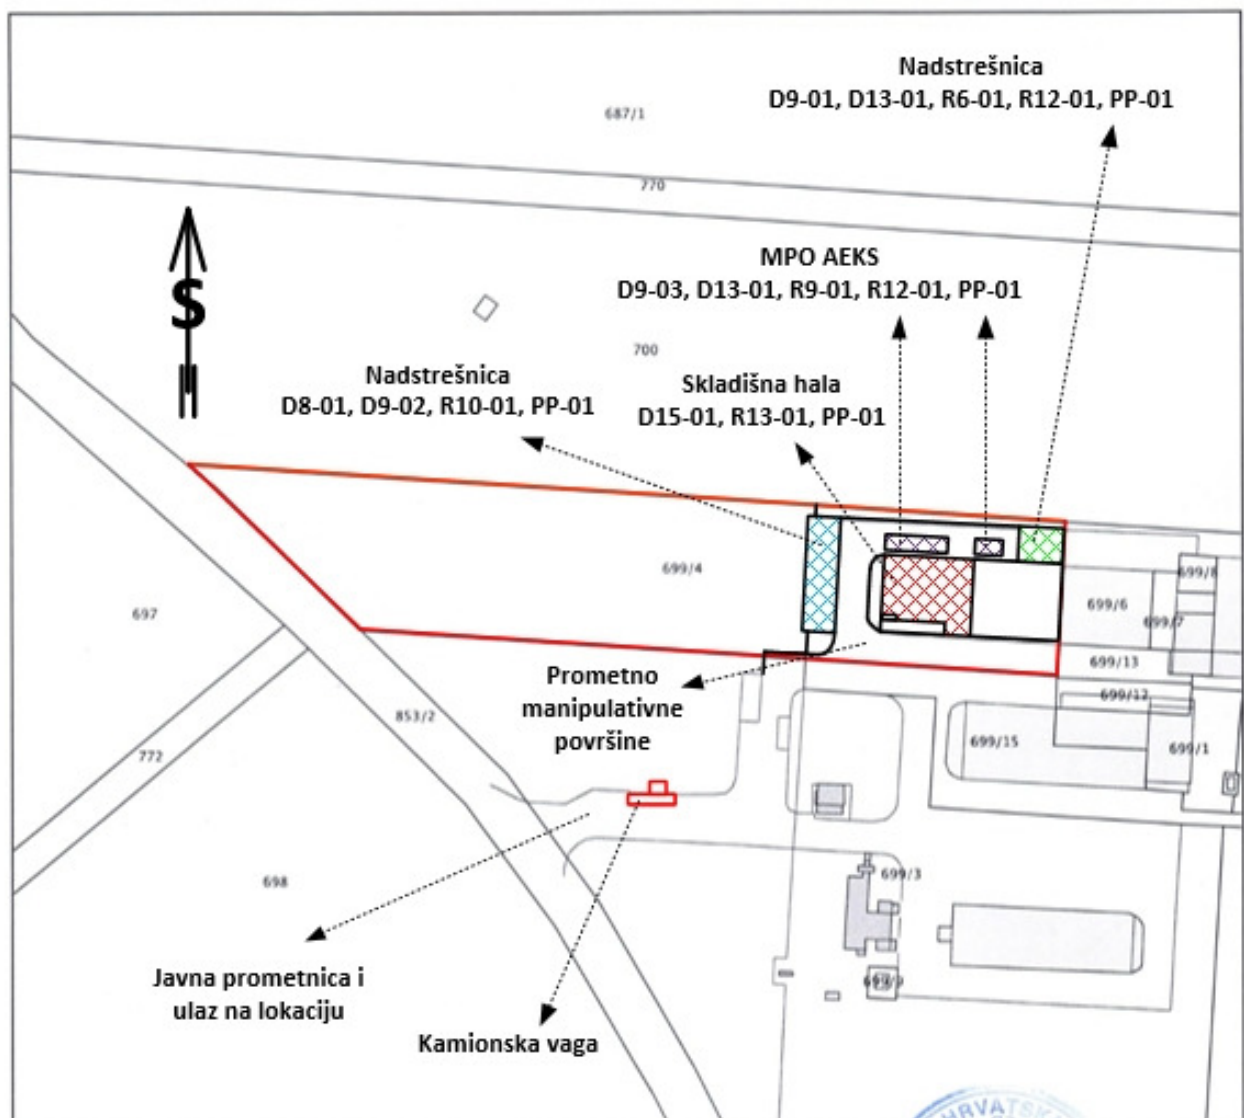 Nadstrešnica
D9-01, D13-01, R6-01, R12-01, PP-01
687/1
770
MPO AEKS
D9-03, D13-01, R9-01, R12-01, PP-01
S
700
Nadstrešnica
D8-01, D9-02, R10-01, PP-01
Skladišna hala
D15-01, R13-01, PP-01
699/4
699/8
699/6
699/7
697
699/13
Prometno
manipulativne
površine
699/12
853/2
699/15
699/1
772
698
699/3
Javna prometnica i
ulaz na lokaciju
699/9
Kamionska vaga
HRVATSK